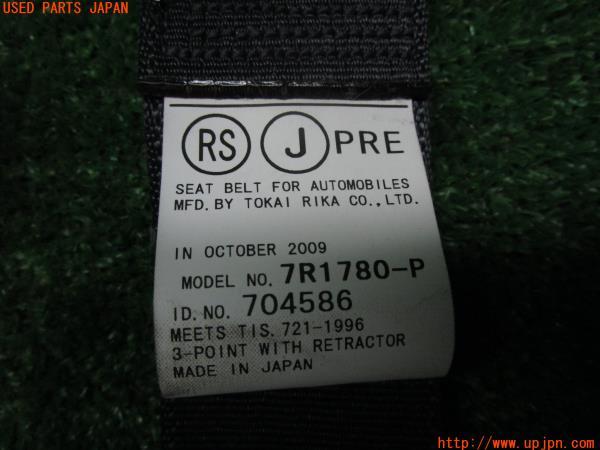 USED PARTS JAPAN
RS J PRE
SEAT BELT FOR AUTOMOBILES
MFD. BY TOKAI RIKA CO., LTD.
IN OCTOBER 2009
MODEL NO. 7R1780-P
ID. NO. 704586
MEETS TIS. 721-1996
3-POINT WITH RETRACTOR
MADE IN JAPAN
http://www.upjpn.com